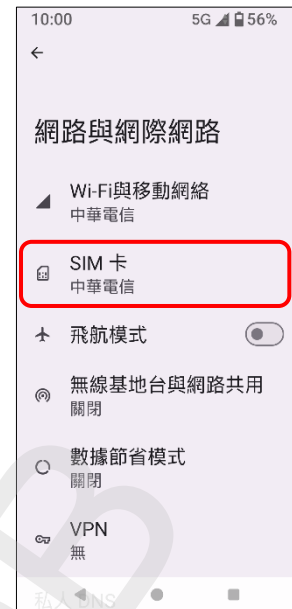 10:00 5G 56%
網路與網際網路
Wi-Fi與移動網絡
中華電信
SIM 卡
中華電信
飛航模式
無線基地台與網路共用
關閉
數據節省模式
關閉
VPN
無
私人 DNS